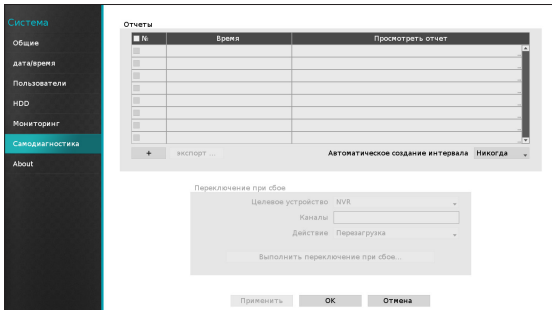 Система
Общие
дата/время
Пользователи
HDD
Мониторинг
Самодиагностика
About
Отчеты
№ Время Просмотреть отчет
+ экспорт ... Автоматическое создание интервала Никогда
Переключение при сбое
Целевое устройство NVR
Каналы
Действие Перезагрузка
Выполнить переключение при сбое...
Применить OK Отмена